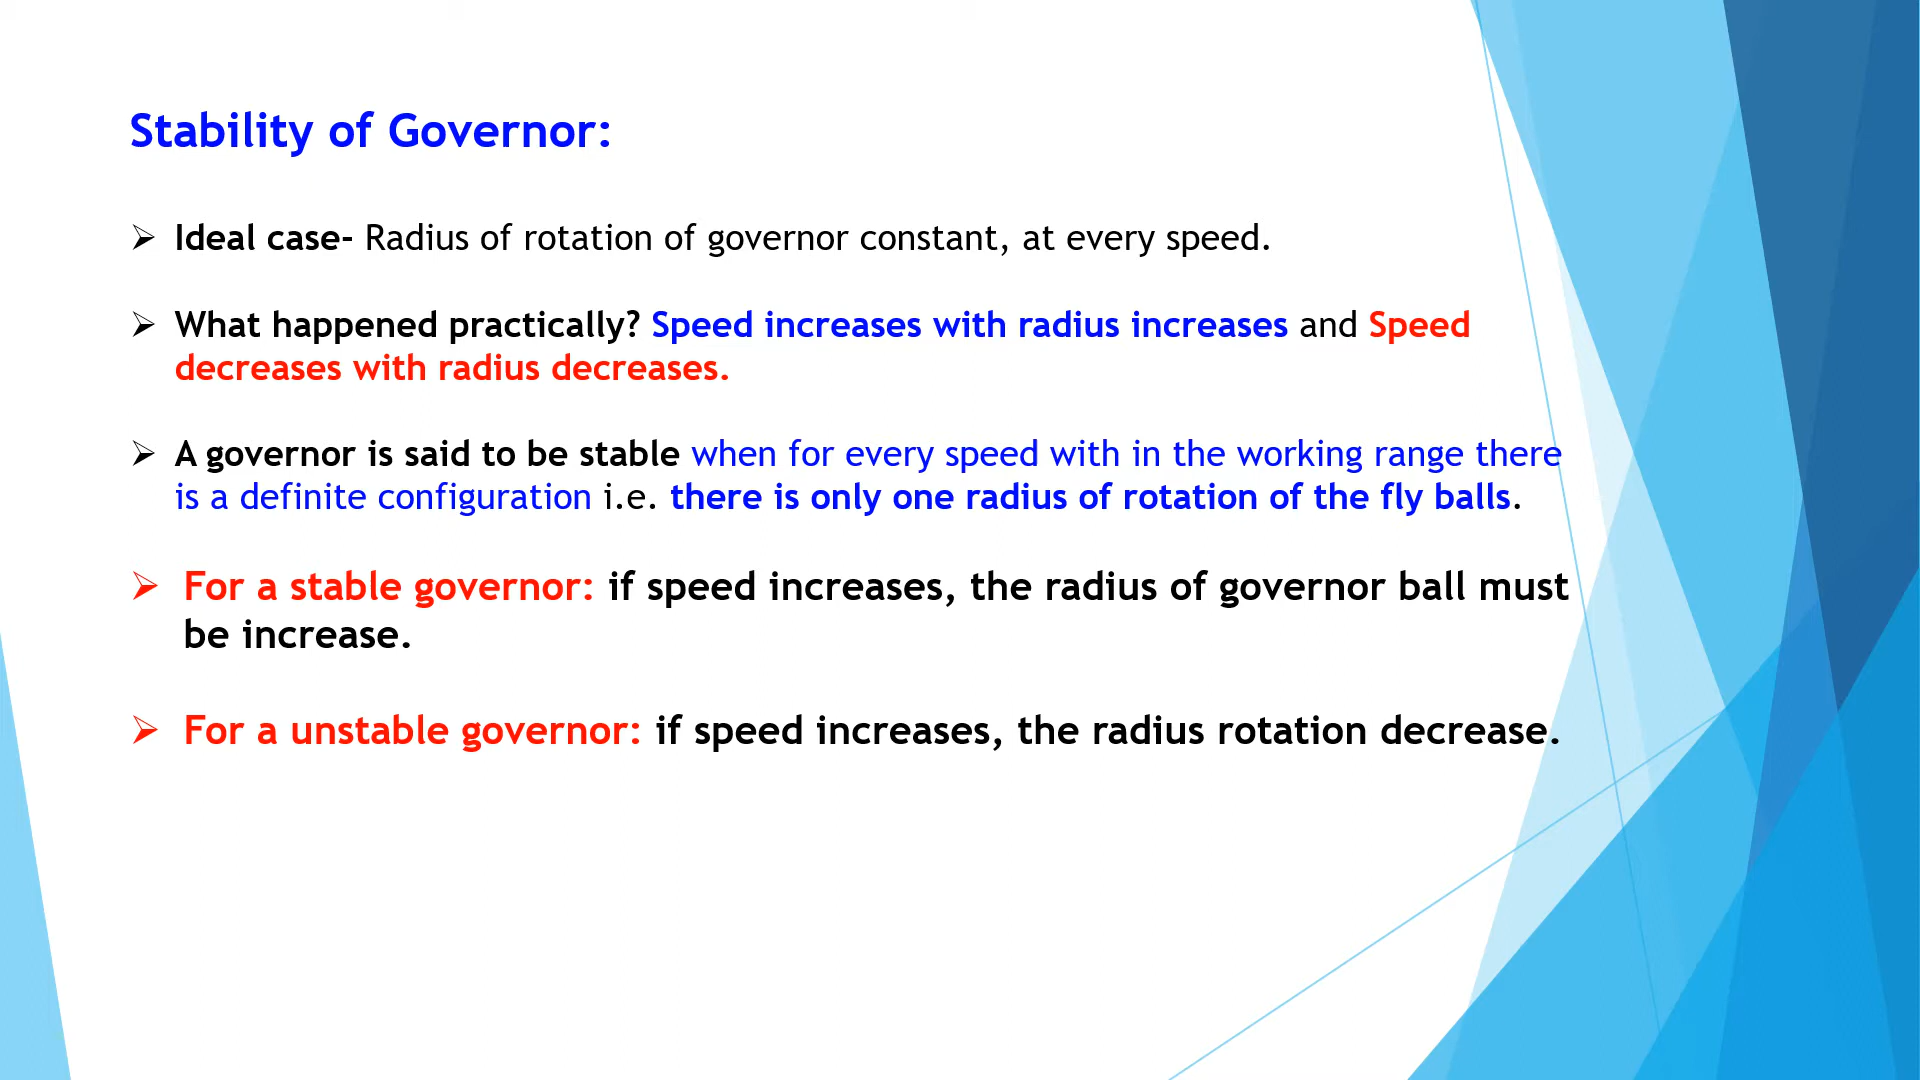 Stability of Governor:
➢ Ideal case- Radius of rotation of governor constant, at every speed.
➢ What happened practically? Speed increases with radius increases and Speed
decreases with radius decreases.
➢ A governor is said to be stable when for every speed with in the working range there
is a definite configuration i.e. there is only one radius of rotation of the fly balls.
➢ For a stable governor: if speed increases, the radius of governor ball must
be increase.
➢ For a unstable governor: if speed increases, the radius rotation decrease.